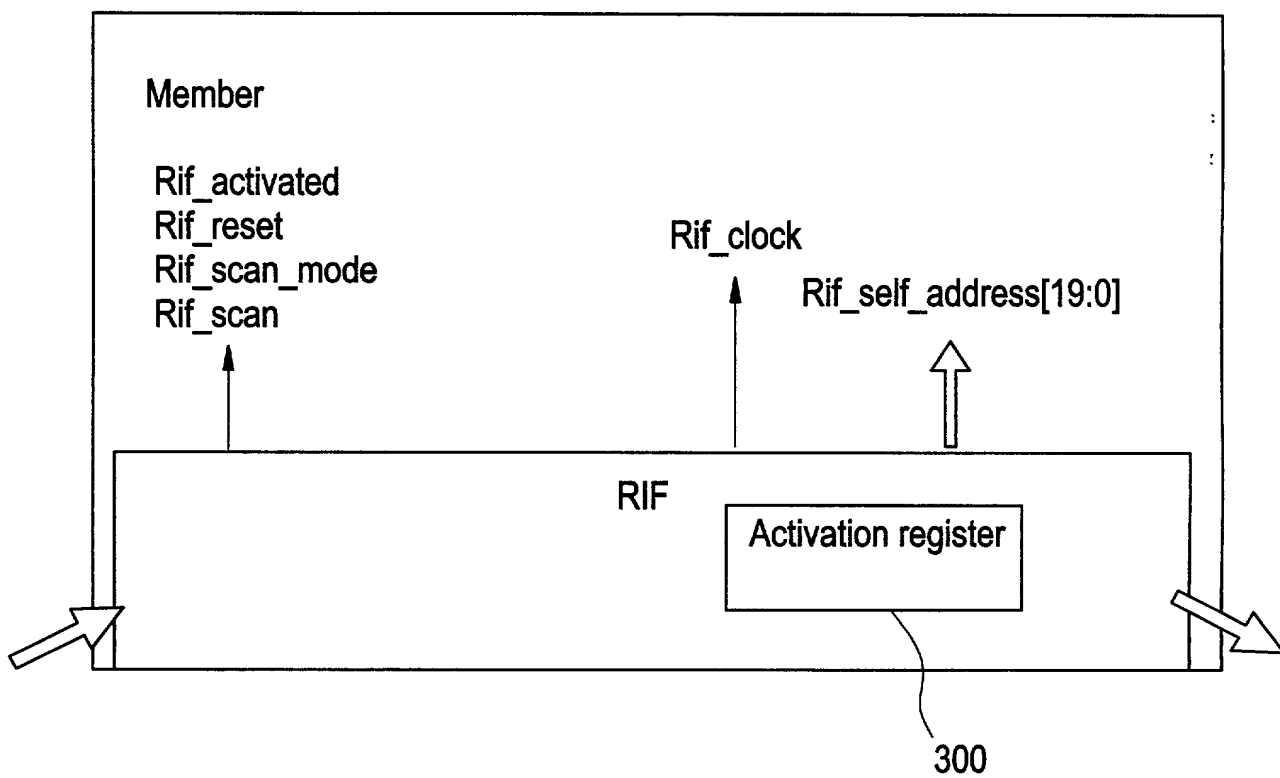 Member
Rif_activated
Rif_reset
Rif_scan_mode
Rif_scan
Rif_clock
Rif_self_address[19:0]
RIF
Activation register
300